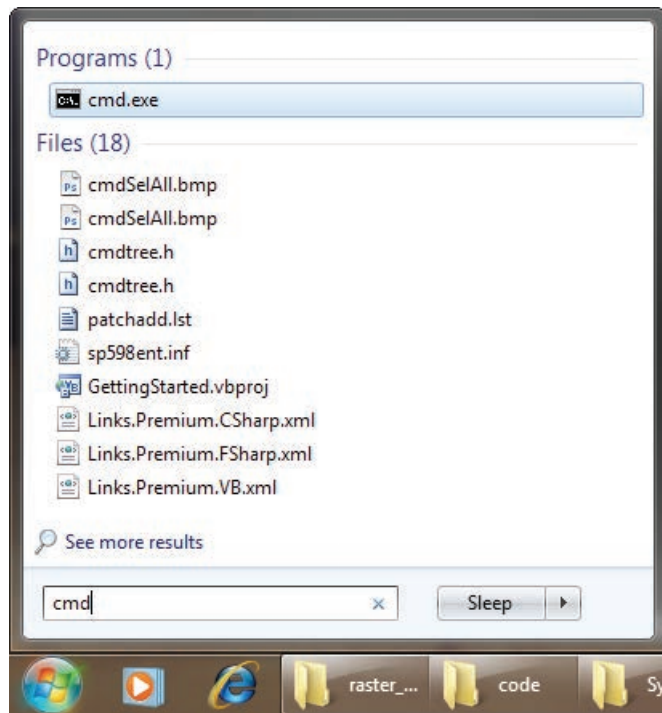 Programs (1)
cmd.exe
Files (18)
cmdSelAll.bmp
cmdSelAll.bmp
cmdtree.h
cmdtree.h
patchadd.lst
sp598ent.inf
GettingStarted.vbproj
Links.Premium.CSharp.xml
Links.Premium.FSharp.xml
Links.Premium.VB.xml
See more results
cmd
Sleep
raster_...
code
Sy